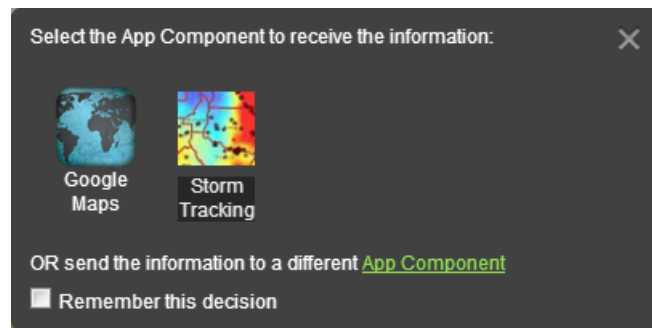 Select the App Component to receive the information:
Google
Maps
Storm
Tracking
OR send the information to a different App Component
Remember this decision